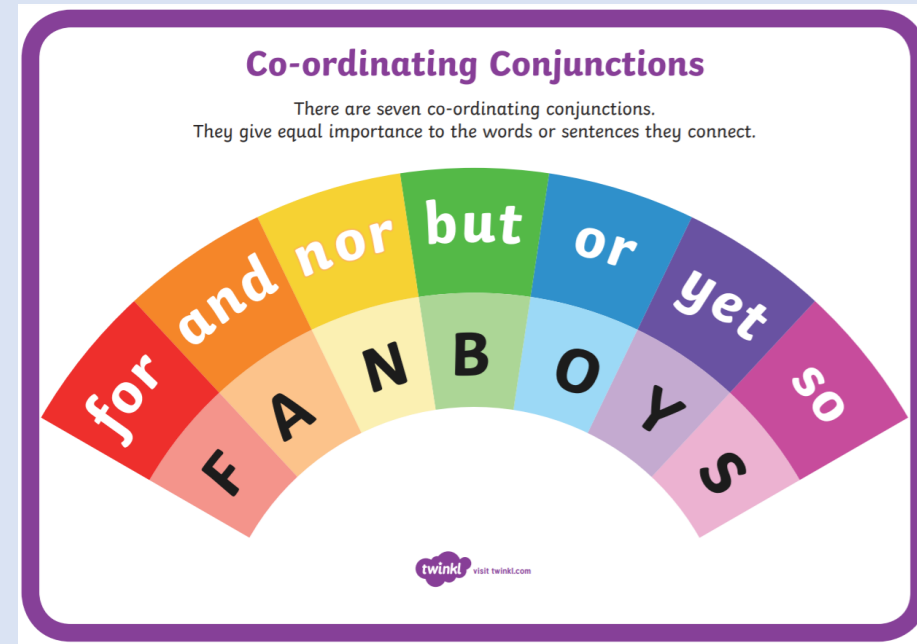 Co-ordinating Conjunctions
There are seven co-ordinating conjunctions.
They give equal importance to the words or sentences they connect.
for and nor but or yet so
F A N B O Y S
twinkl visit twinkl.com